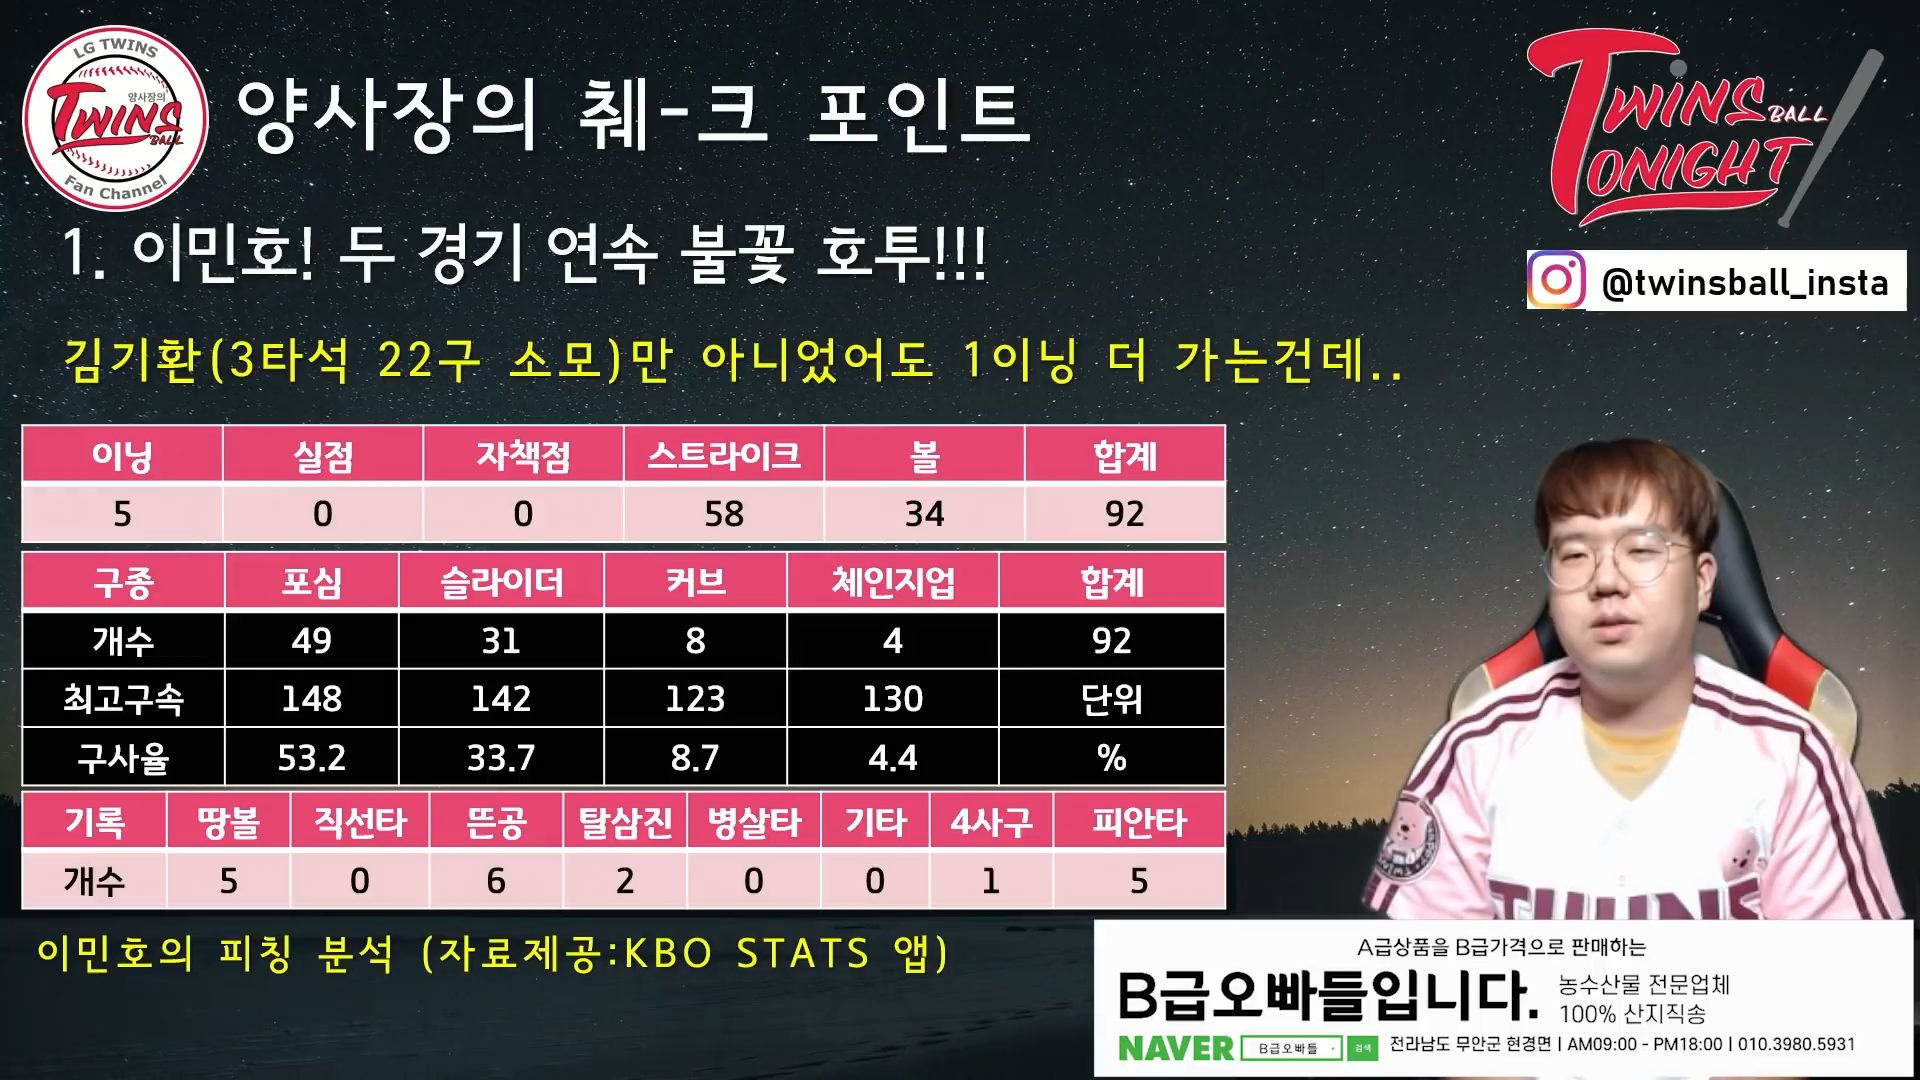 LG TWINS
양사장의
TWINS
BALL
Fan Channel
양사장의 췌-크 포인트
TWINS BALL
TONIGHT
@twinsball_insta
1. 이민호! 두 경기 연속 불꽃 호투!!!
김기환(3타석 22구 소모)만 아니었어도 1이닝 더 가는건데..
이닝 실점 자책점 스트라이크 볼 합계
5 0 0 58 34 92
구종 포심 슬라이더 커브 체인지업 합계
개수 49 31 8 4 92
최고구속 148 142 123 130 단위
구사율 53.2 33.7 8.7 4.4 %
기록 땅볼 직선타 뜬공 탈삼진 병살타 기타 4사구 피안타
개수 5 0 6 2 0 0 1 5
이민호의 피칭 분석 (자료제공:KBO STATS 앱)
TWINS
A급상품을 B급가격으로 판매하는
B급오빠들입니다.
농수산물 전문업체
100% 산지직송
NAVER B급오빠들 검색 전라남도 무안군 현경면 | AM09:00 - PM18:00 | 010.3980.5931